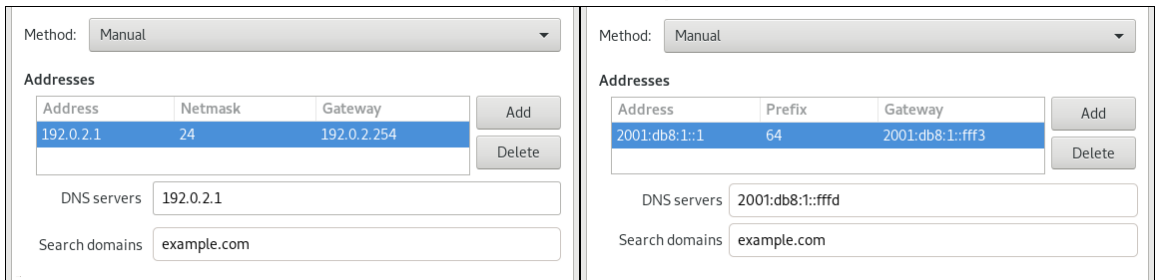 Method: Manual
Addresses
Address Netmask Gateway
192.0.2.1 24 192.0.2.254
Add
Delete
DNS servers 192.0.2.1
Search domains example.com
Method: Manual
Addresses
Address Prefix Gateway
2001:db8:1::1 64 2001:db8:1::fff3
Add
Delete
DNS servers 2001:db8:1::fffd
Search domains example.com